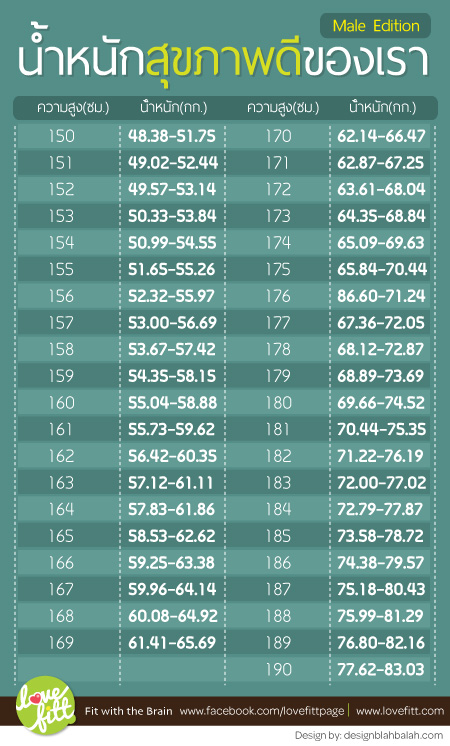 Male Edition
น้ำหนักสุขภาพดีของเรา
ความสูง(ซม.) น้ำหนัก(กก.) ความสูง(ซม.) น้ำหนัก(กก.)
150 48.38-51.75 170 62.14-66.47
151 49.02-52.44 171 62.87-67.25
152 49.57-53.14 172 63.61-68.04
153 50.33-53.84 173 64.35-68.84
154 50.99-54.55 174 65.09-69.63
155 51.65-55.26 175 65.84-70.44
156 52.32-55.97 176 86.60-71.24
157 53.00-56.69 177 67.36-72.05
158 53.67-57.42 178 68.12-72.87
159 54.35-58.15 179 68.89-73.69
160 55.04-58.88 180 69.66-74.52
161 55.73-59.62 181 70.44-75.35
162 56.42-60.35 182 71.22-76.19
163 57.12-61.11 183 72.00-77.02
164 57.83-61.86 184 72.79-77.87
165 58.53-62.62 185 73.58-78.72
166 59.25-63.38 186 74.38-79.57
167 59.96-64.14 187 75.18-80.43
168 60.08-64.92 188 75.99-81.29
169 61.41-65.69 189 76.80-82.16
190 77.62-83.03
love fitt
Fit with the Brain www.facebook.com/lovefittpage | www.lovefitt.com
Design by: designblahbalah.com